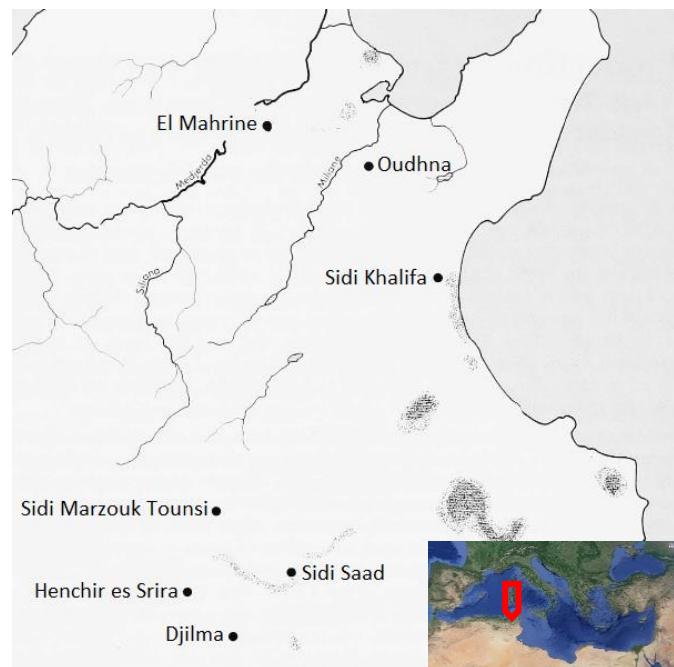 El Mahrine
Oudhna
Medjerda
Miliane
Sidi Khalifa
Siliana
Sidi Marzouk Tounsi
Sidi Saad
Henchir es Srira
Djilma